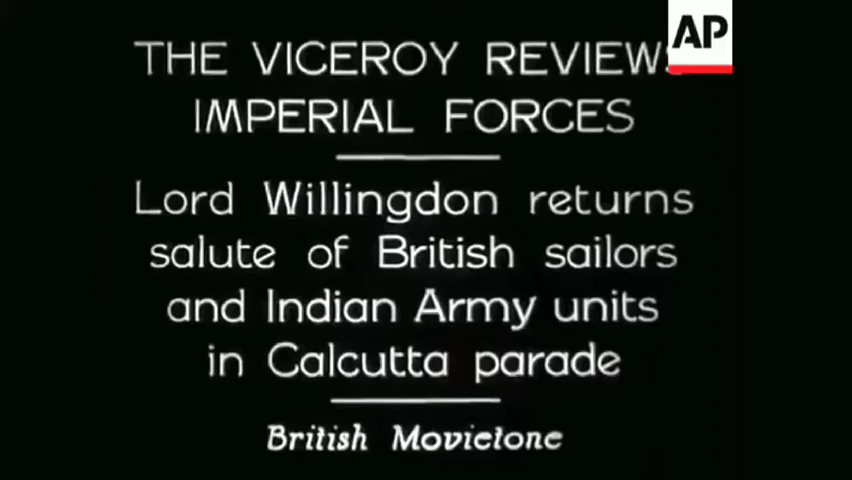 AP
THE VICEROY REVIEWS
IMPERIAL FORCES
Lord Willingdon returns
salute of British sailors
and Indian Army units
in Calcutta parade
British Movietone